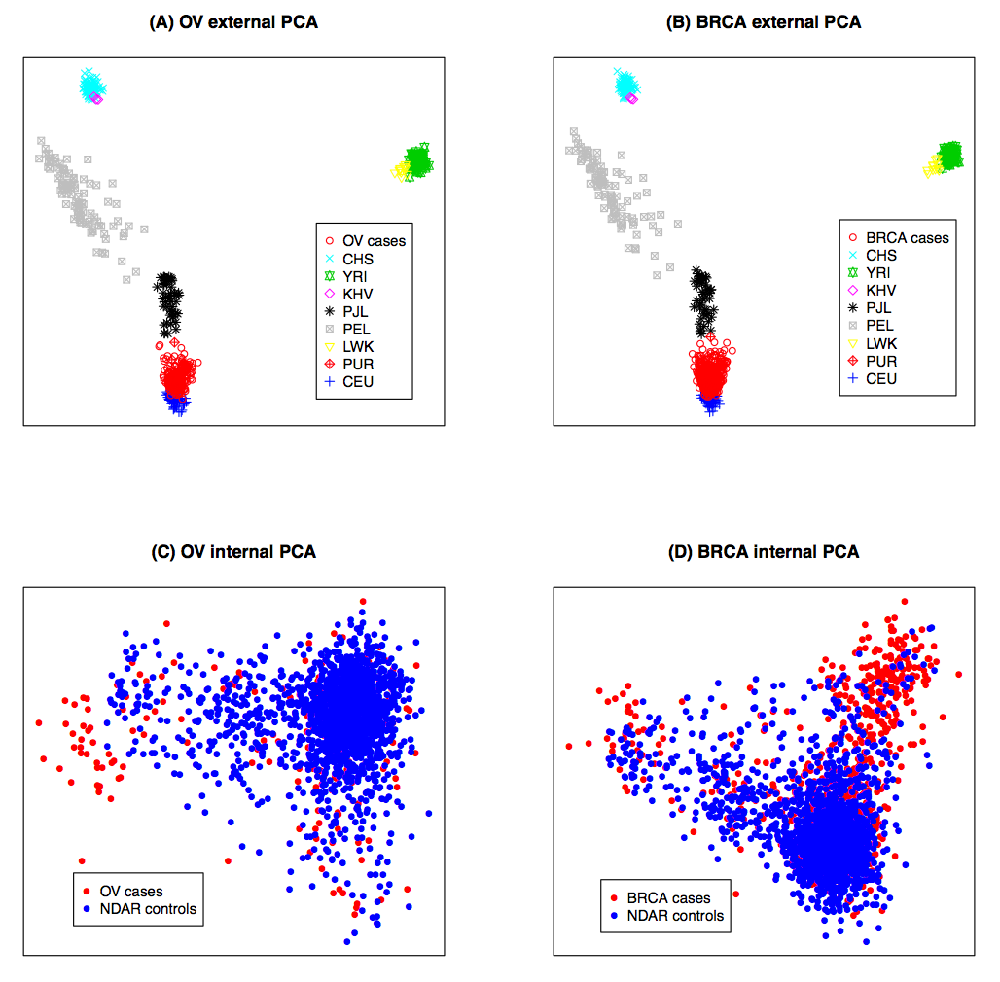 (A) OV external PCA
OV cases
CHS
YRI
KHV
PJL
PEL
LWK
PUR
CEU
(B) BRCA external PCA
BRCA cases
CHS
YRI
KHV
PJL
PEL
LWK
PUR
CEU
(C) OV internal PCA
OV cases
NDAR controls
(D) BRCA internal PCA
BRCA cases
NDAR controls